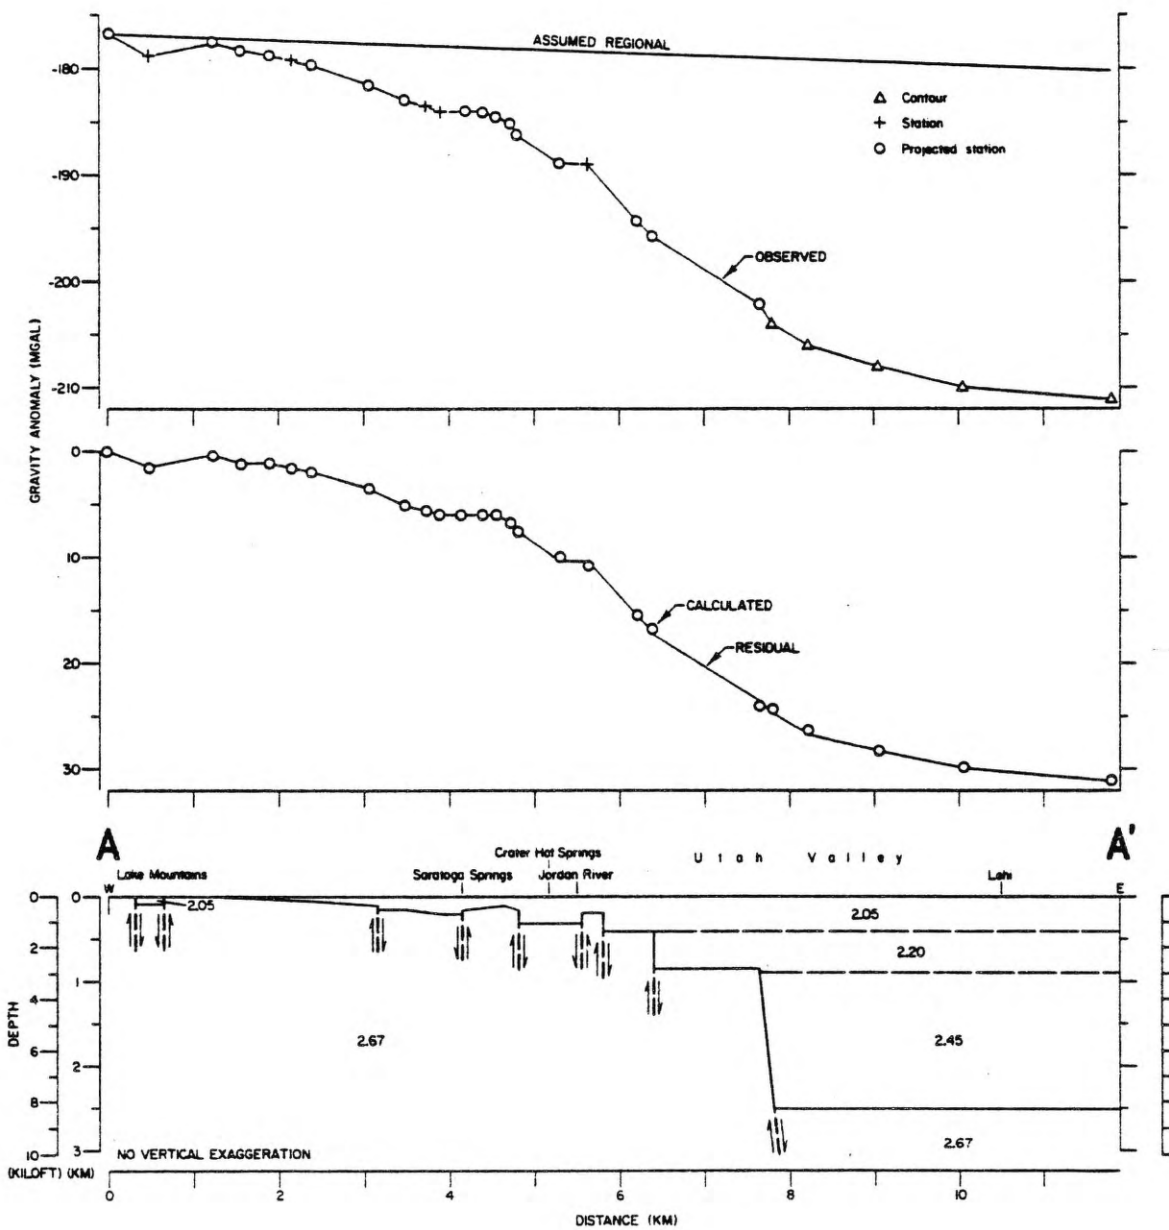 ASSUMED REGIONAL
-180
-190
-200
-210
GRAVITY ANOMALY (MGAL)
Contour
Station
Projected station
OBSERVED
0
10
20
30
CALCULATED
RESIDUAL
A
A'
Crater Hot Springs
Utah Valley
Lake Mountains
Saratoga Springs
Jordan River
Lehi
W
E
0
2
4
6
8
10
0
1
2
3
DEPTH
(KILOFT) (KM)
2.05
2.05
2.20
2.67
2.45
2.67
NO VERTICAL EXAGGERATION
0
2
4
6
8
10
DISTANCE (KM)